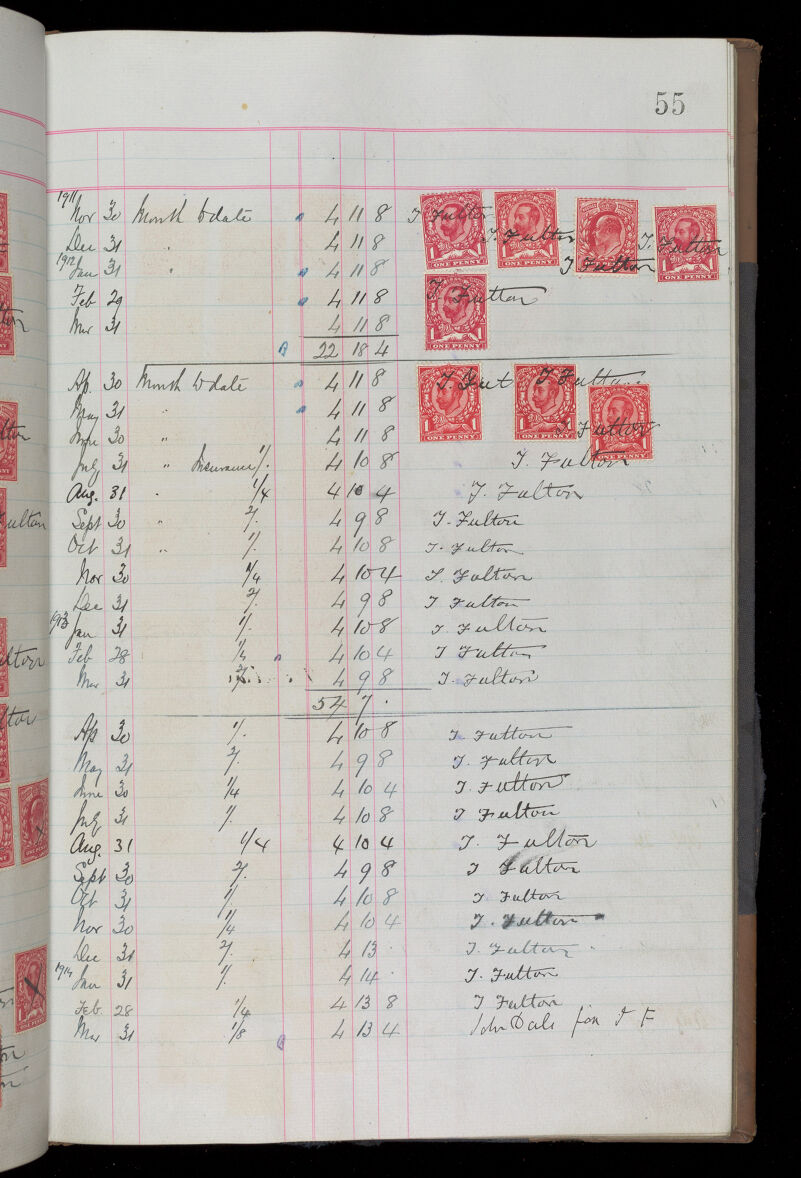 55
1911
Nov 30 Month to date 4 11 8 T. Fulton
Dec 31 " 4 11 8 T. Fulton T. Fulton
1912
Jan 31 " 4 11 8 T Fulton
Feb 29 4 11 8 T. Fulton
Mar 31 4 11 8
22 18 4
Ap. 30 Month to date 4 11 8 T. Fult T. Fulton
May 31 " 4 11 8
June 30 " 4 11 8 T. Fulton
July 31 " Insurance 1/. 4 10 8 T. Fulton
Aug. 31 " 1/4 4 10 4 T. Fulton
Sept 30 " 2/. 4 9 8 T. Fulton
Oct 31 " 1/. 4 10 8 T. Fulton
Nov 30 1/4 4 10 4 T. Fulton
Dec 31 2/. 4 9 8 T Fulton
1913
Jan 31 1/. 4 10 8 T. Fulton
Feb 28 1/4 4 10 4 T Fulton
Mar 31 2/. 4 9 8 T. Fulton
54 7 .
Ap 30 1/. 4 10 8 T Fulton
May 31 2/. 4 9 8 T. Fulton
June 30 1/4 4 10 4 T. Fulton
July 31 1/. 4 10 8 T Fulton
Aug. 31 1/4 4 10 4 T. Fulton
Sept 30 2/. 4 9 8 T Fulton
Oct 31 1/. 4 10 8 T Fulton
Nov 30 1/4 4 10 4 T. Fulton
Dec 31 2/. 4 13 . T. Fulton
1914
Jan 31 1/. 4 14 . T. Fulton
Feb. 28 1/4 4 13 8 T Fulton
Mar 31 1/8 4 13 4 John Dale for T F
ONE PENNY
ONE PENNY
ONE PENNY
ONE PENNY
ONE PENNY
ONE PENNY
ONE PENNY
ONE PENNY